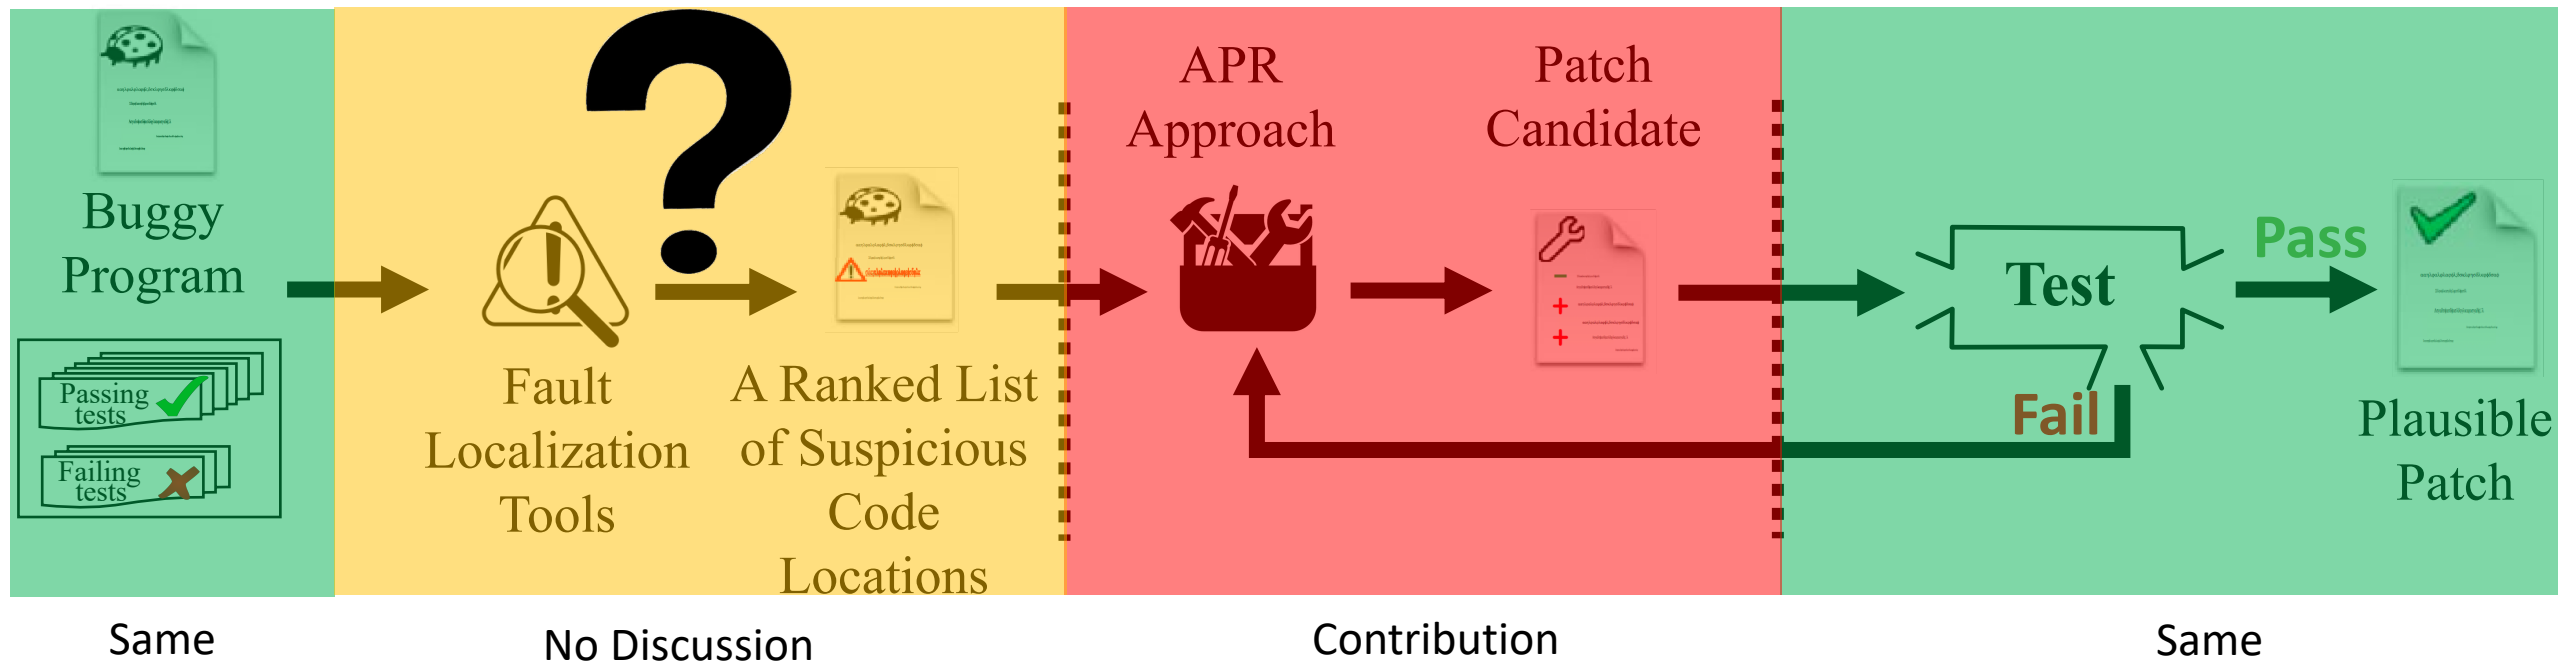 Buggy
Program
Passing
tests
Failing
tests
Fault
Localization
Tools
A Ranked List
of Suspicious
Code
Locations
APR
Approach
Patch
Candidate
Test
Pass
Fail
Plausible
Patch
Same
No Discussion
Contribution
Same